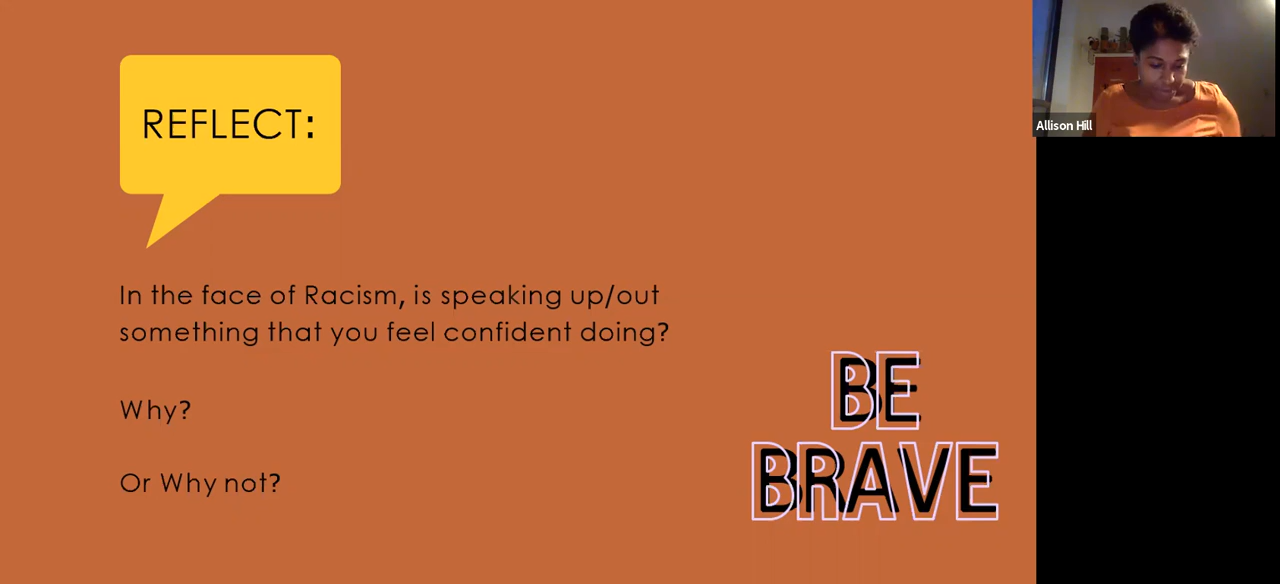 REFLECT:
Allison Hill
In the face of Racism, is speaking up/out
something that you feel confident doing?
Why?
Or Why not?
BE
BRAVE